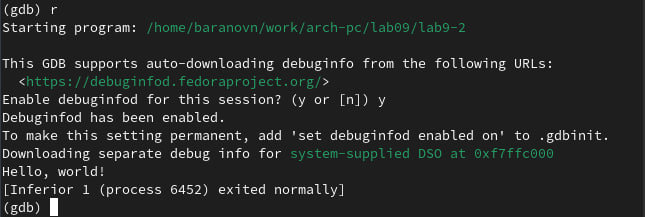 (gdb) r
Starting program: /home/baranovn/work/arch-pc/lab09/lab9-2
This GDB supports auto-downloading debuginfo from the following URLs:
<https://debuginfod.fedoraproject.org/>
Enable debuginfod for this session? (y or [n]) y
Debuginfod has been enabled.
To make this setting permanent, add 'set debuginfod enabled on' to .gdbinit.
Downloading separate debug info for system-supplied DSO at 0xf7ffc000
Hello, world!
[Inferior 1 (process 6452) exited normally]
(gdb)